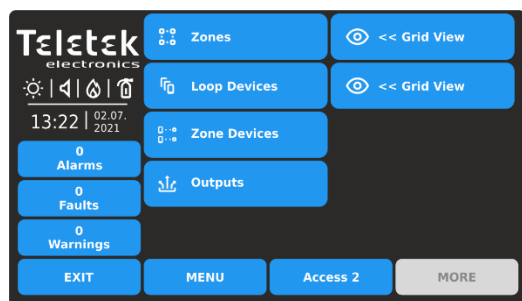 Teletek
electronics
13:22 | 02.07.
2021
0
Alarms
0
Faults
0
Warnings
EXIT
Zones
<< Grid View
Loop Devices
<< Grid View
Zone Devices
Outputs
MENU
Access 2
MORE